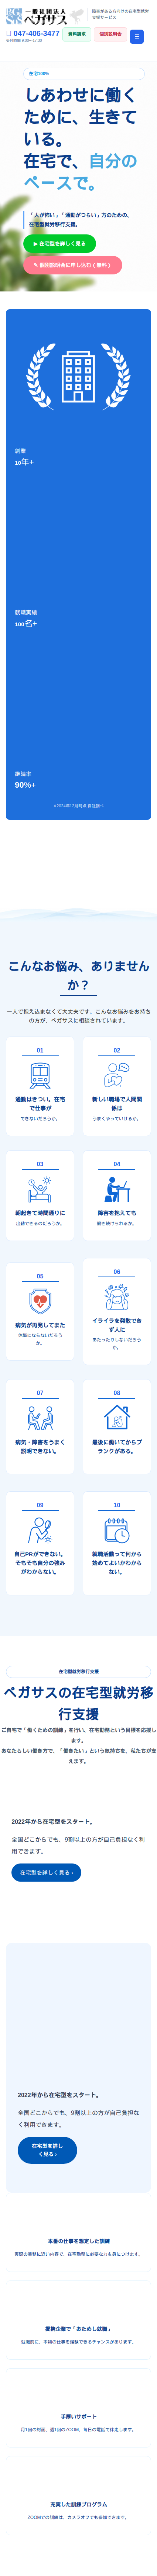 一般社団法人
ペガサス
障害がある方向けの在宅型就労支援サービス
047-406-3477
受付時間 8:00〜17:00
資料請求
個別説明会
在宅100%
しあわせに働く
ために、生きて
いる。
在宅で、自分の
ペースで。
「人が怖い」「通勤がつらい」方のための、
在宅型就労移行支援。
▶ 在宅型を詳しく見る
✎ 個別説明会に申し込む（無料）
創業
10年+
就職実績
100名+
継続率
90%+
※2024年12月時点 自社調べ
こんなお悩み、ありません
か？
一人で抱え込まなくて大丈夫です。こんなお悩みをお持ち
の方が、ペガサスに相談されています。
01
通勤はきつい。在宅
で仕事が
できないだろうか。
02
新しい職場で人間関
係は
うまくやっていけるか。
03
朝起きて時間通りに
出勤できるのだろうか。
04
障害を抱えても
働き続けられるか。
05
病気が再発してまた
休職にならないだろう
か。
06
イライラを発散でき
ず人に
あたったりしないだろう
か。
07
病気・障害をうまく
説明できない。
08
最後に働いてからブ
ランクがある。
09
自己PRができない。
そもそも自分の強み
がわからない。
10
就職活動って何から
始めてよいかわから
ない。
在宅型就労移行支援
ペガサスの在宅型就労移
行支援
ご自宅で「働くための訓練」を行い、在宅勤務という目標を応援し
ます。
あなたらしい働き方で、「働きたい」という気持ちを、私たちが支
えます。
2022年から在宅型をスタート。
全国どこからでも、9割以上の方が自己負担なく利
用できます。
在宅型を詳しく見る ›
2022年から在宅型をスタート。
全国どこからでも、9割以上の方が自己負担な
く利用できます。
在宅型を詳し
く見る ›
本番の仕事を想定した訓練
実際の業務に近い内容で、在宅勤務に必要な力を身につけます。
提携企業で「おためし就職」
就職前に、本物の仕事を経験できるチャンスがあります。
手厚いサポート
月1回の対面、週1回のZOOM、毎日の電話で伴走します。
充実した訓練プログラム
ZOOMでの訓練は、カメラオフでも参加できます。